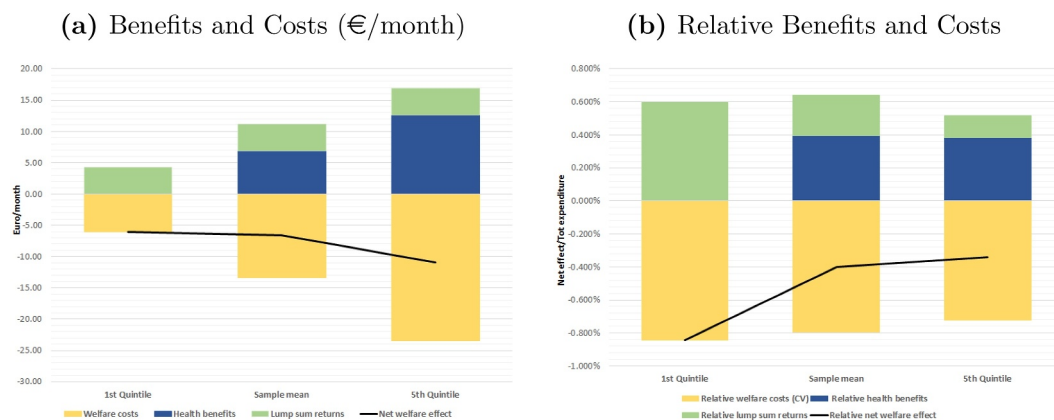 (a) Benefits and Costs (€/month)
20.00
15.00
10.00
5.00
0.00
-5.00
-10.00
-15.00
-20.00
-25.00
-30.00
Euro/month
1st Quintile Sample mean 5th Quintile
Welfare costs Health benefits Lump sum returns Net welfare effect
(b) Relative Benefits and Costs
0.800%
0.600%
0.400%
0.200%
0.000%
-0.200%
-0.400%
-0.600%
-0.800%
-1.000%
Net effect/Tot expenditure
1st Quintile Sample mean 5th Quintile
Relative welfare costs (CV) Relative health benefits
Relative lump sum returns Relative net welfare effect